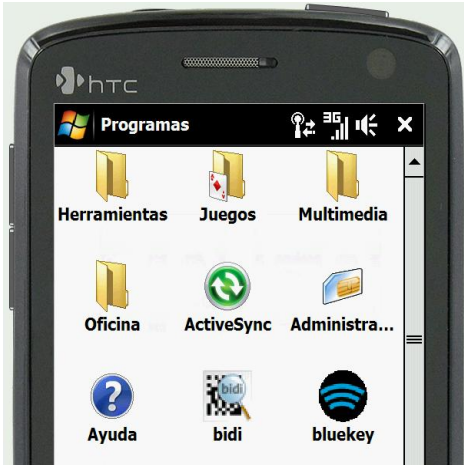 htc
Programas
3G
Herramientas
Juegos
Multimedia
Oficina
ActiveSync
Administra...
?
bidi
Ayuda
bidi
bluekey